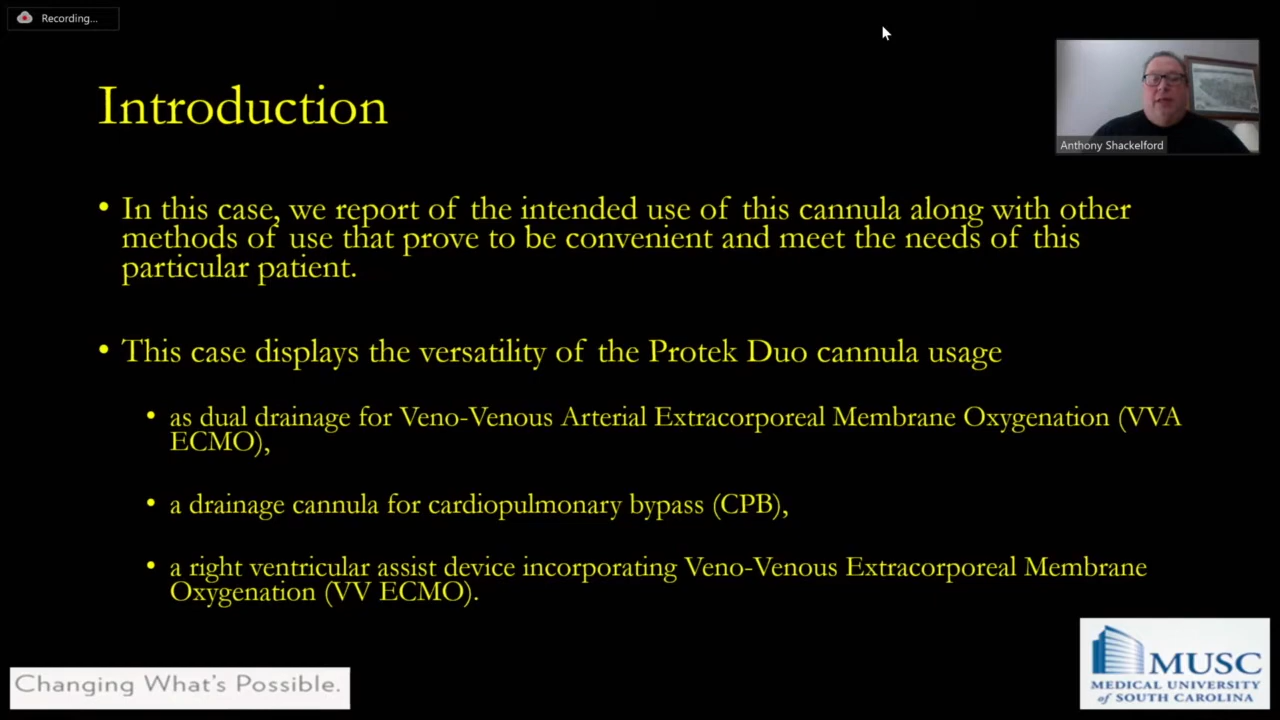 Recording...
Introduction
Anthony Shackelford
• In this case, we report of the intended use of this cannula along with other
methods of use that prove to be convenient and meet the needs of this
particular patient.
• This case displays the versatility of the Protek Duo cannula usage
• as dual drainage for Veno-Venous Arterial Extracorporeal Membrane Oxygenation (VVA
ECMO),
• a drainage cannula for cardiopulmonary bypass (CPB),
• a right ventricular assist device incorporating Veno-Venous Extracorporeal Membrane
Oxygenation (VV ECMO).
Changing What's Possible.
MUSC
MEDICAL UNIVERSITY
of SOUTH CAROLINA